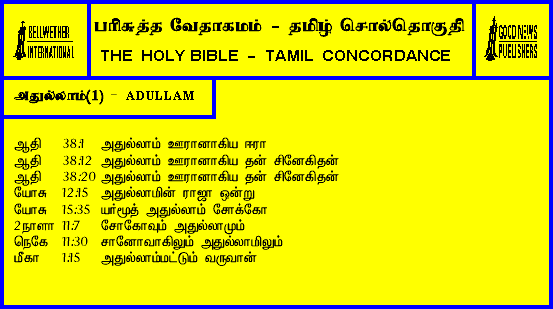 BELLWETHER
INTERNATIONAL
பரிசுத்த வேதாகமம் - தமிழ் சொல்தொகுதி
THE HOLY BIBLE - TAMIL CONCORDANCE
GOOD NEWS
PUBLISHERS
அதுல்லாம்(1) - ADULLAM
ஆதி 38:1 அதுல்லாம் ஊரானாகிய ஈரா
ஆதி 38:12 அதுல்லாம் ஊரானாகிய தன் சினேகிதன்
ஆதி 38:20 அதுல்லாம் ஊரானாகிய தன் சினேகிதன்
யோசு 12:15 அதுல்லாமின் ராஜா ஒன்று
யோசு 15:35 யர்மூத் அதுல்லாம் சோக்கோ
2நாளா 11:7 சோகோவும் அதுல்லாமும்
நெகே 11:30 சானோவாகிலும் அதுல்லாமிலும்
மீகா 1:15 அதுல்லாம்மட்டும் வருவான்